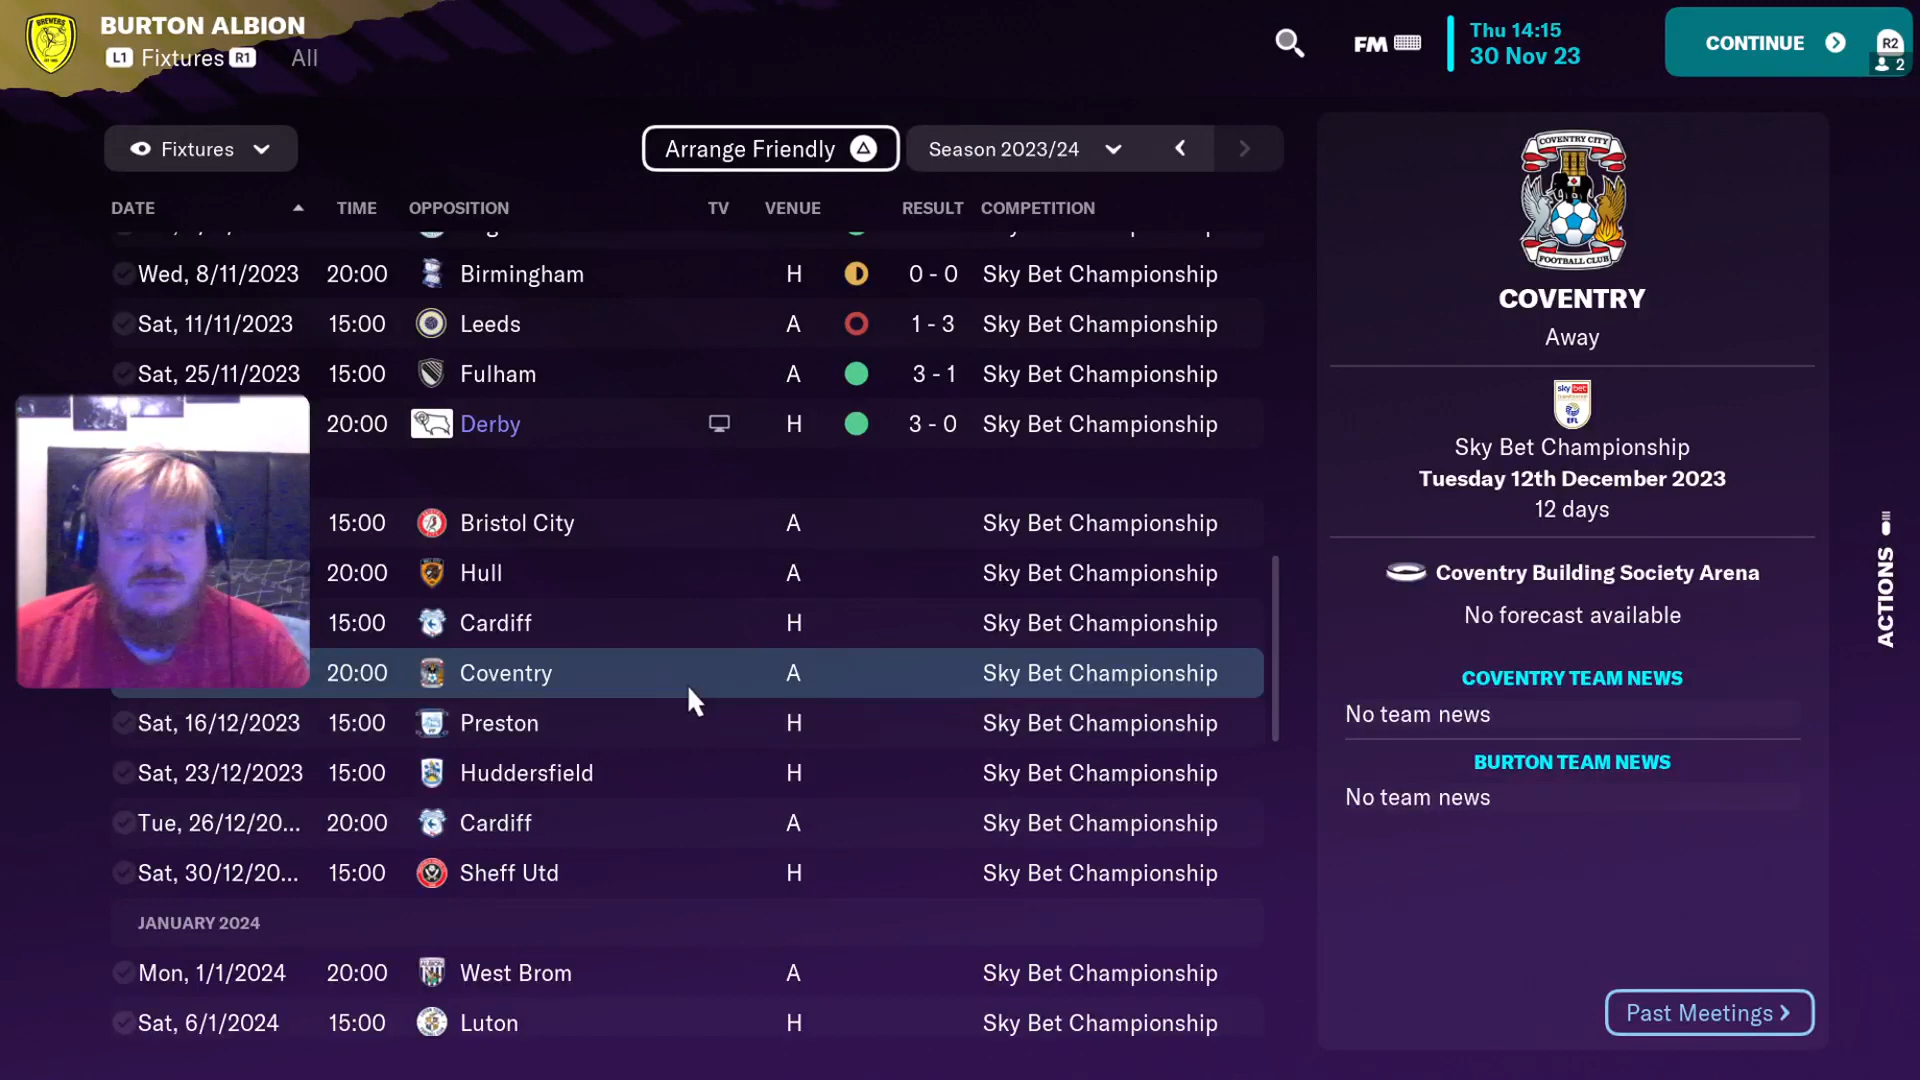 BURTON ALBION
L1 Fixtures R1 All
FM
Thu 14:15
30 Nov 23
CONTINUE R2
2
Fixtures
Arrange Friendly
Season 2023/24
DATE TIME OPPOSITION TV VENUE RESULT COMPETITION
Wed, 8/11/2023 20:00 Birmingham H 0 - 0 Sky Bet Championship
Sat, 11/11/2023 15:00 Leeds A 1 - 3 Sky Bet Championship
Sat, 25/11/2023 15:00 Fulham A 3 - 1 Sky Bet Championship
20:00 Derby H 3 - 0 Sky Bet Championship
15:00 Bristol City A Sky Bet Championship
20:00 Hull A Sky Bet Championship
15:00 Cardiff H Sky Bet Championship
20:00 Coventry A Sky Bet Championship
Sat, 16/12/2023 15:00 Preston H Sky Bet Championship
Sat, 23/12/2023 15:00 Huddersfield H Sky Bet Championship
Tue, 26/12/20... 20:00 Cardiff A Sky Bet Championship
Sat, 30/12/20... 15:00 Sheff Utd H Sky Bet Championship
JANUARY 2024
Mon, 1/1/2024 20:00 West Brom A Sky Bet Championship
Sat, 6/1/2024 15:00 Luton H Sky Bet Championship
COVENTRY CITY
FOOTBALL CLUB
COVENTRY
Away
sky bet
EFL
Sky Bet Championship
Tuesday 12th December 2023
12 days
Coventry Building Society Arena
No forecast available
COVENTRY TEAM NEWS
No team news
BURTON TEAM NEWS
No team news
Past Meetings
ACTIONS